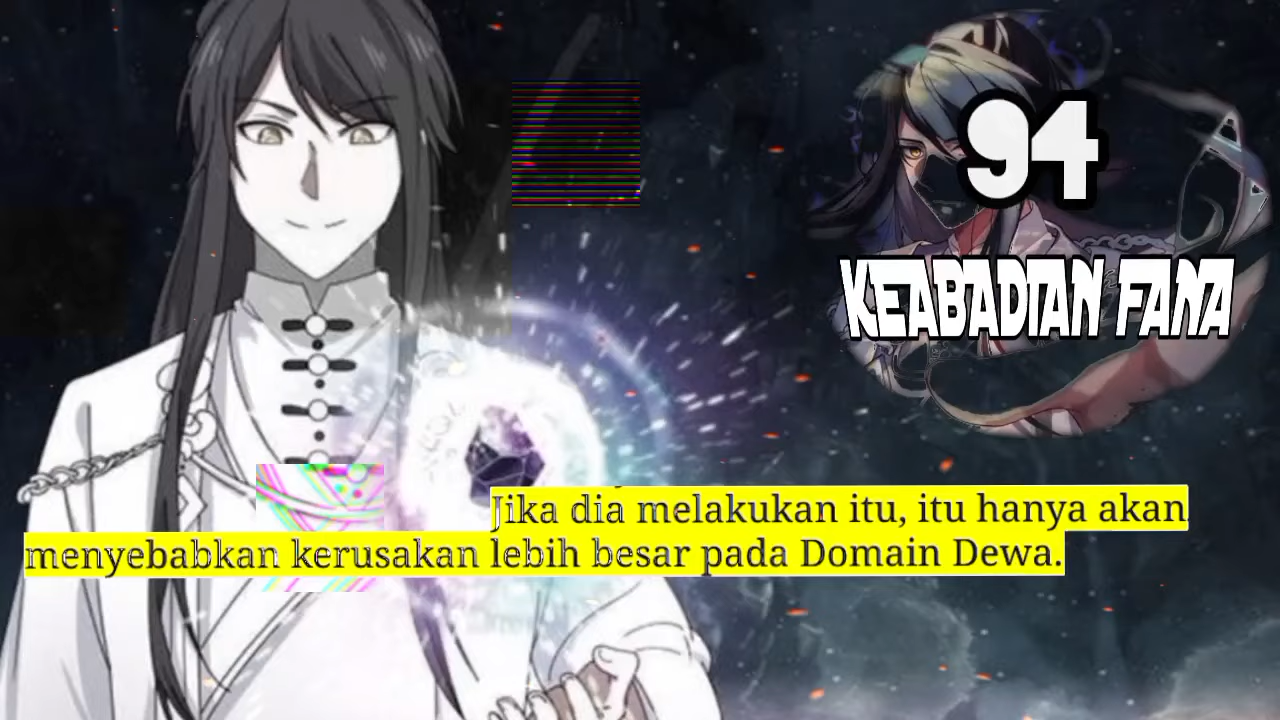 94
KEABADIAN FANA
Jika dia melakukan itu, itu hanya akan
menyebabkan kerusakan lebih besar pada Domain Dewa.